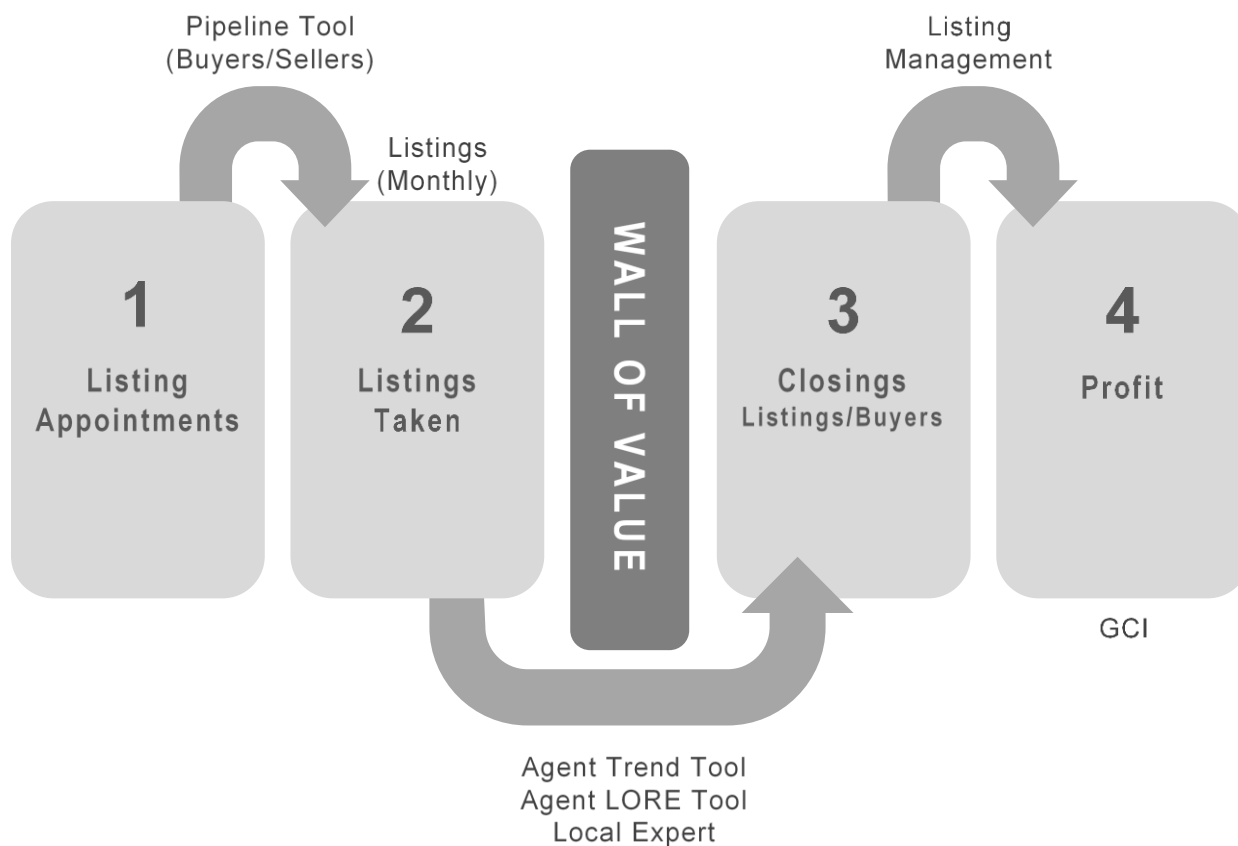 Pipeline Tool
(Buyers/Sellers)
Listing
Management
Listings
(Monthly)
1
Listing
Appointments
2
Listings
Taken
WALL OF VALUE
3
Closings
Listings/Buyers
4
Profit
GCI
Agent Trend Tool
Agent LORE Tool
Local Expert